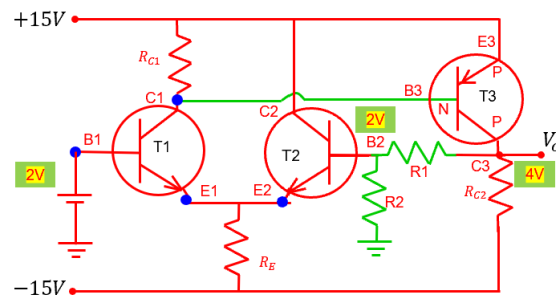 +15V
R_C1
E3
P
C1
B3
T3
C2
2V
N
B1
P
B2
V
T1
T2
R1
C3
2V
4V
E1
E2
R2
R_C2
R_E
−15V